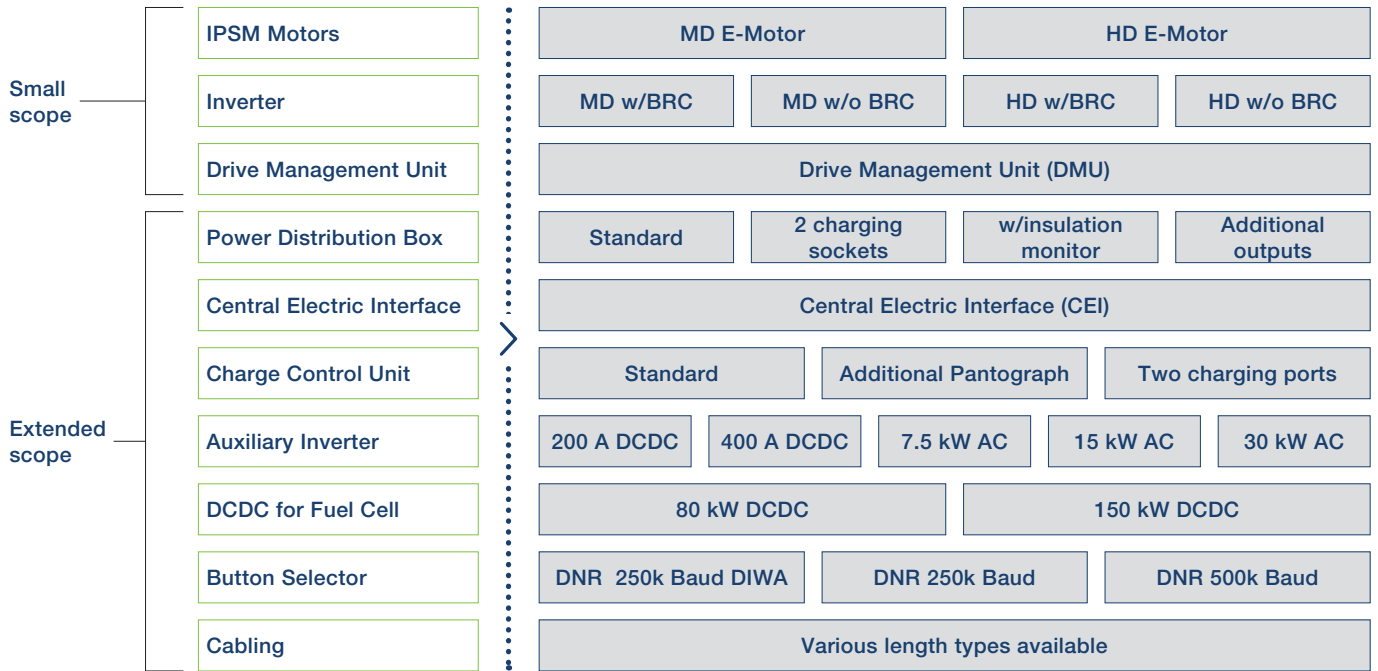 Small
scope
IPSM Motors
MD E-Motor
HD E-Motor
Inverter
MD w/BRC
MD w/o BRC
HD w/BRC
HD w/o BRC
Drive Management Unit
Drive Management Unit (DMU)
Extended
scope
Power Distribution Box
Standard
2 charging
sockets
w/insulation
monitor
Additional
outputs
Central Electric Interface
Central Electric Interface (CEI)
Charge Control Unit
Standard
Additional Pantograph
Two charging ports
Auxiliary Inverter
200 A DCDC
400 A DCDC
7.5 kW AC
15 kW AC
30 kW AC
DCDC for Fuel Cell
80 kW DCDC
150 kW DCDC
Button Selector
DNR  250k Baud DIWA
DNR 250k Baud
DNR 500k Baud
Cabling
Various length types available